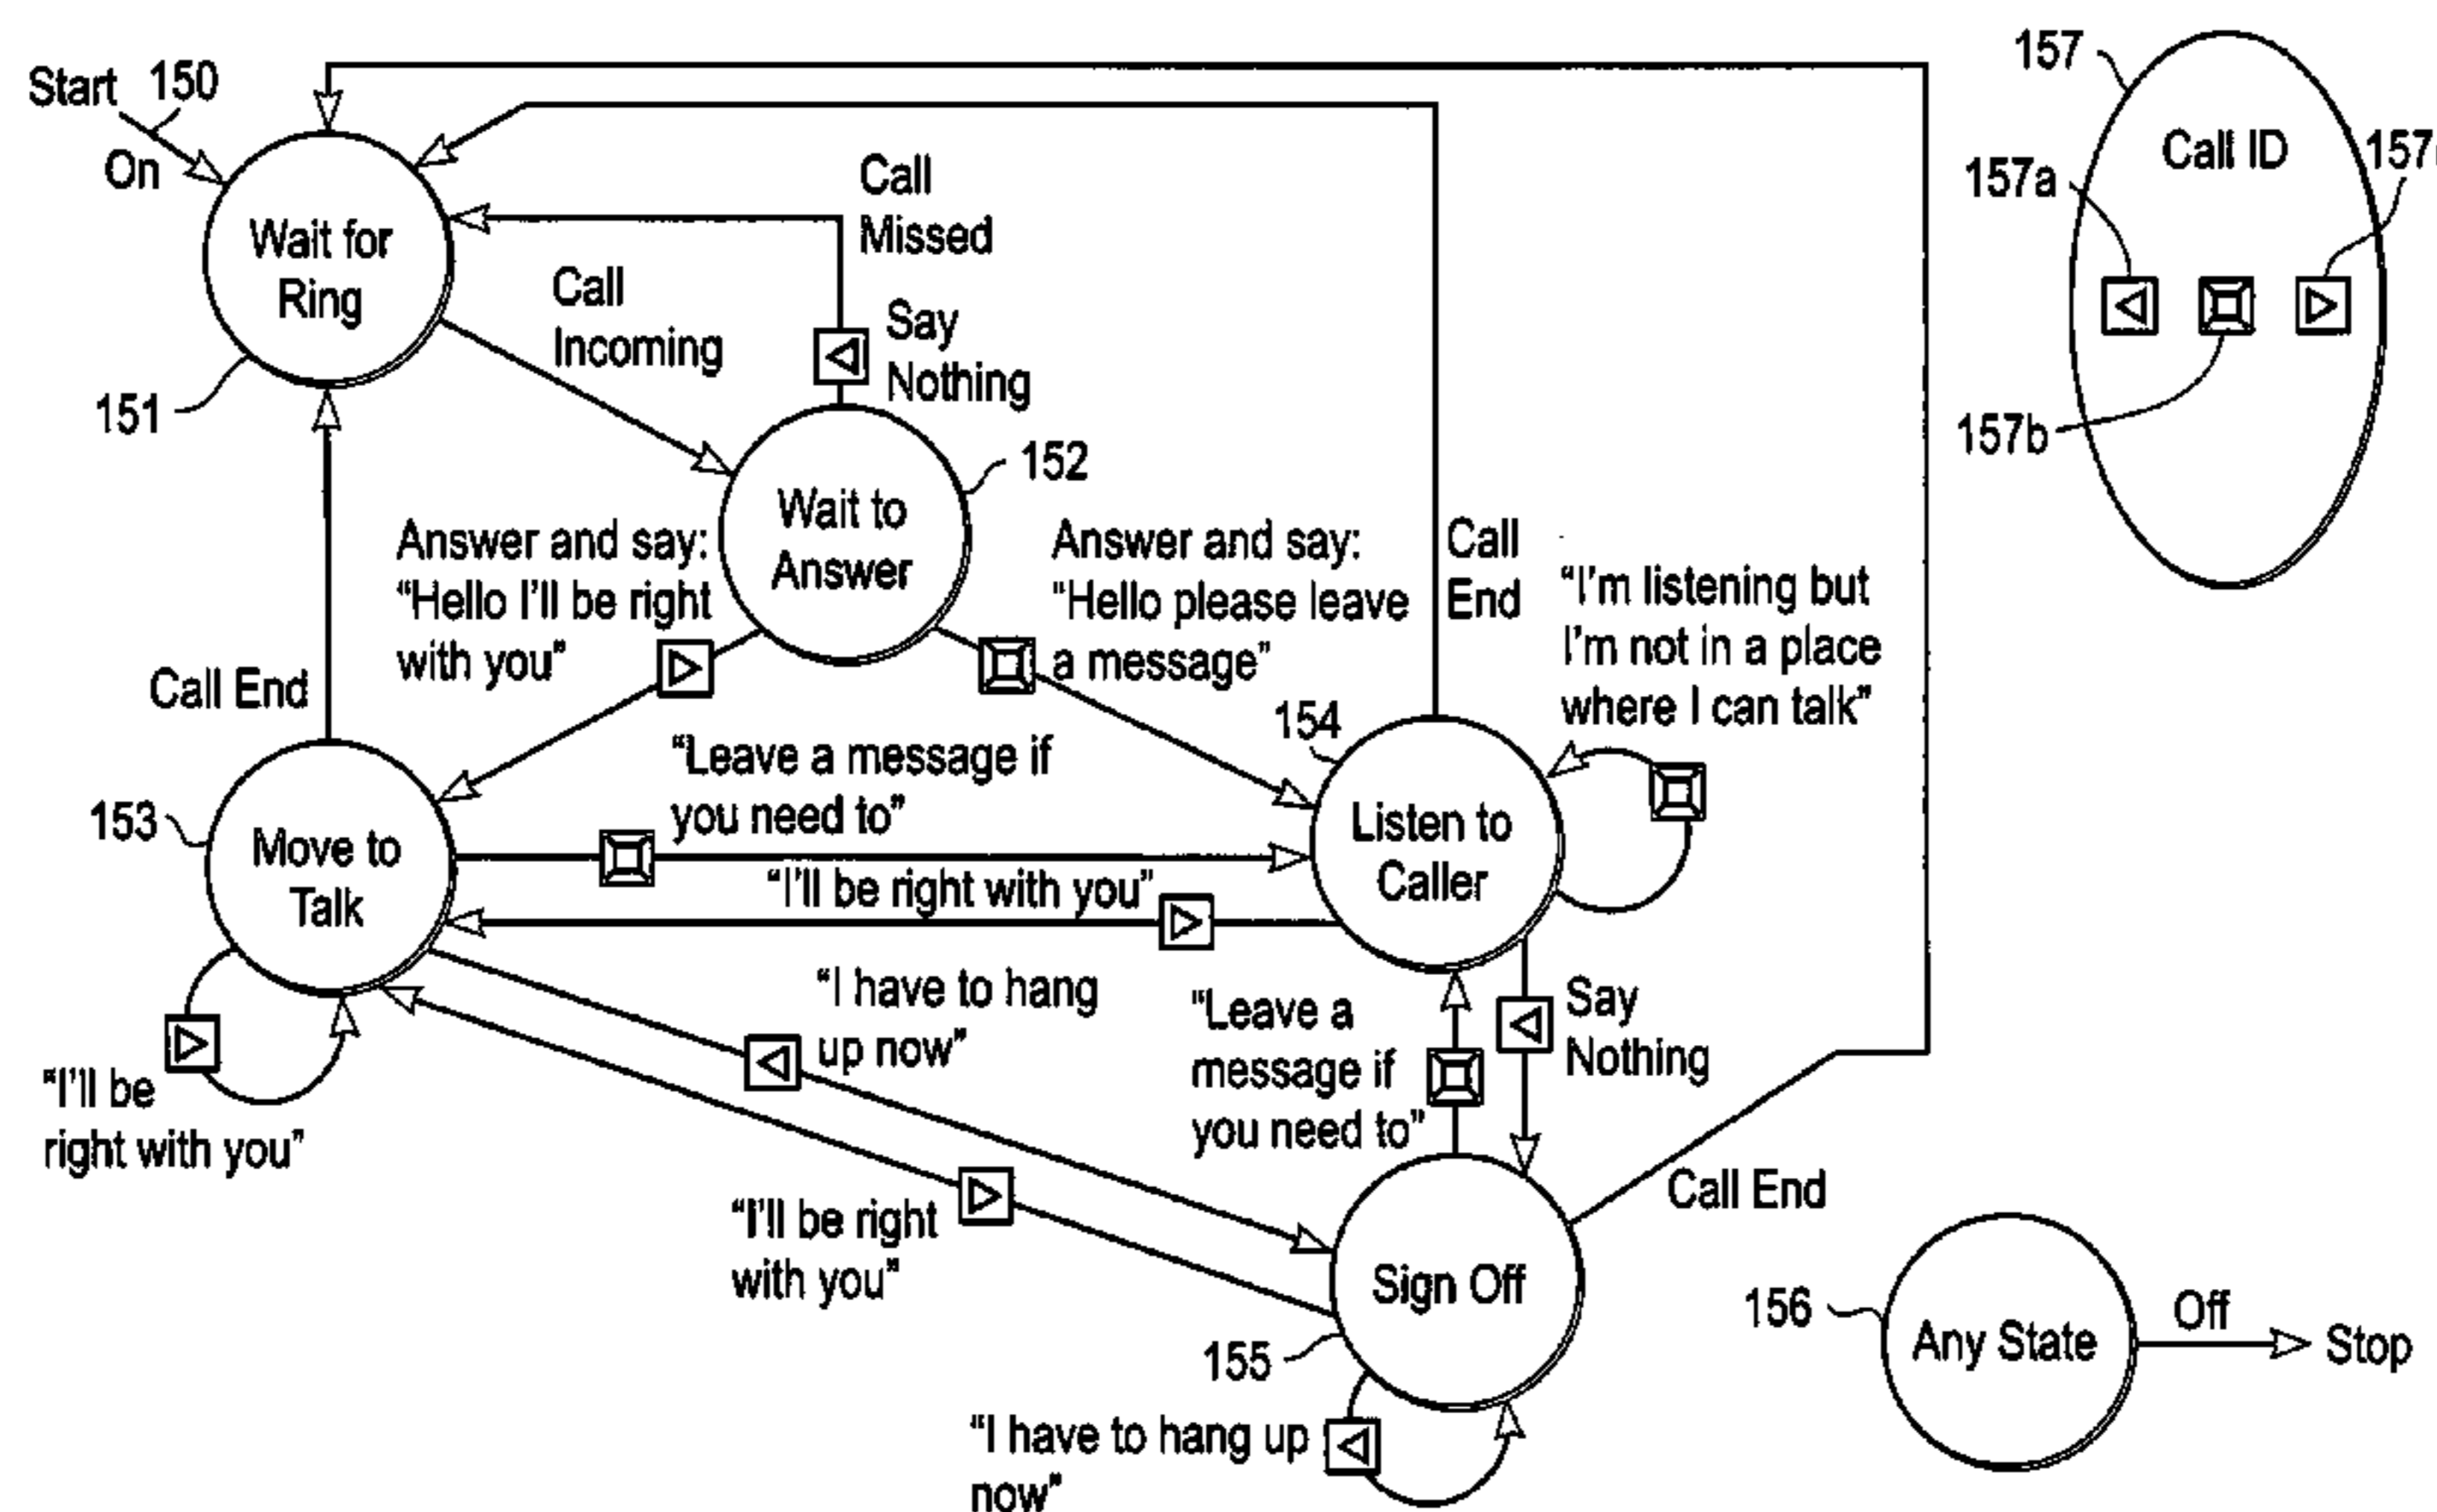 Start
150
On
Wait for
Ring
151
Call
Incoming
Call
Missed
Say
Nothing
Wait to
Answer
152
Answer and say:
“Hello I’ll be right
with you”
Answer and say:
“Hello please leave
a message”
Call
End
“I’m listening but
I’m not in a place
where I can talk”
Call End
153
Move to
Talk
“Leave a message if
you need to”
“I’ll be right with you”
154
Listen to
Caller
“I’ll be
right with you”
“I have to hang
up now”
“I’ll be right
with you”
“Leave a
message if
you need to”
Say
Nothing
Call End
Sign Off
155
“I have to hang up
now”
157
Call ID
157a
157b
156
Any State
Off
Stop